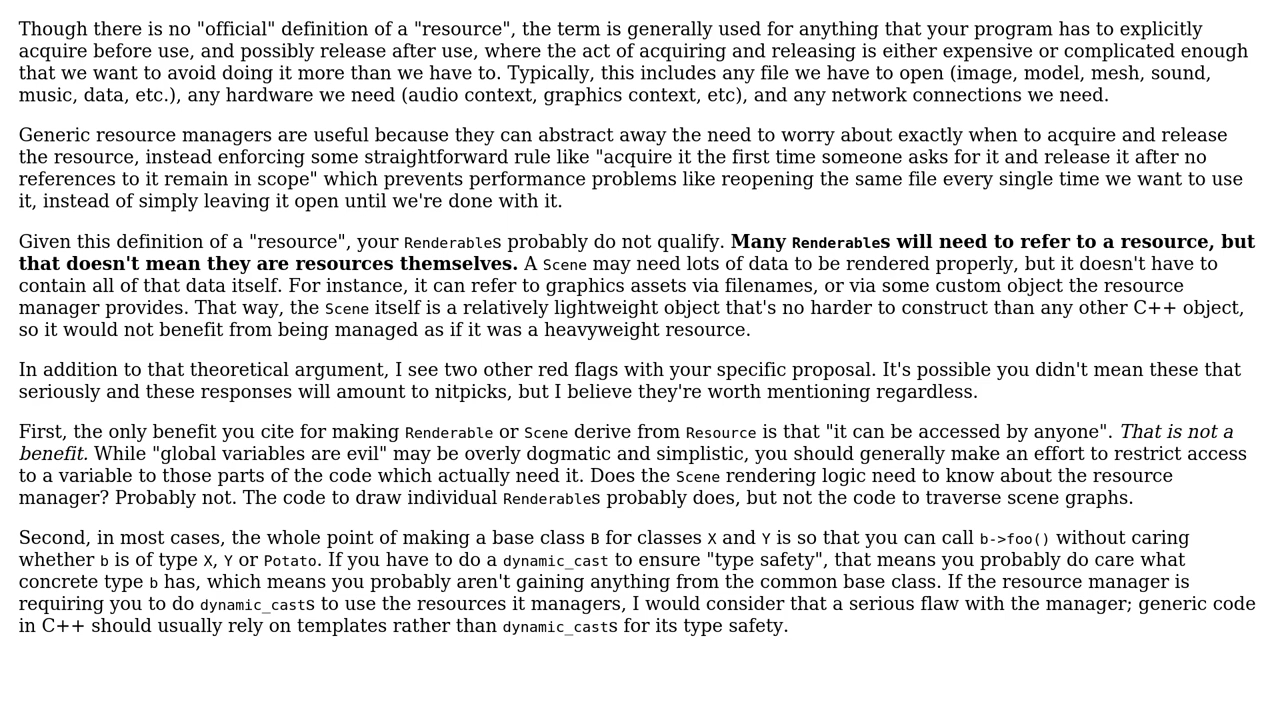 Though there is no "official" definition of a "resource", the term is generally used for anything that your program has to explicitly
acquire before use, and possibly release after use, where the act of acquiring and releasing is either expensive or complicated enough
that we want to avoid doing it more than we have to. Typically, this includes any file we have to open (image, model, mesh, sound,
music, data, etc.), any hardware we need (audio context, graphics context, etc), and any network connections we need.
Generic resource managers are useful because they can abstract away the need to worry about exactly when to acquire and release
the resource, instead enforcing some straightforward rule like "acquire it the first time someone asks for it and release it after no
references to it remain in scope" which prevents performance problems like reopening the same file every single time we want to use
it, instead of simply leaving it open until we're done with it.
Given this definition of a "resource", your Renderables probably do not qualify. Many Renderables will need to refer to a resource, but
that doesn't mean they are resources themselves. A Scene may need lots of data to be rendered properly, but it doesn't have to
contain all of that data itself. For instance, it can refer to graphics assets via filenames, or via some custom object the resource
manager provides. That way, the Scene itself is a relatively lightweight object that's no harder to construct than any other C++ object,
so it would not benefit from being managed as if it was a heavyweight resource.
In addition to that theoretical argument, I see two other red flags with your specific proposal. It's possible you didn't mean these that
seriously and these responses will amount to nitpicks, but I believe they're worth mentioning regardless.
First, the only benefit you cite for making Renderable or Scene derive from Resource is that "it can be accessed by anyone". That is not a
benefit. While "global variables are evil" may be overly dogmatic and simplistic, you should generally make an effort to restrict access
to a variable to those parts of the code which actually need it. Does the Scene rendering logic need to know about the resource
manager? Probably not. The code to draw individual Renderables probably does, but not the code to traverse scene graphs.
Second, in most cases, the whole point of making a base class B for classes X and Y is so that you can call b->foo() without caring
whether b is of type X, Y or Potato. If you have to do a dynamic_cast to ensure "type safety", that means you probably do care what
concrete type b has, which means you probably aren't gaining anything from the common base class. If the resource manager is
requiring you to do dynamic_casts to use the resources it managers, I would consider that a serious flaw with the manager; generic code
in C++ should usually rely on templates rather than dynamic_casts for its type safety.